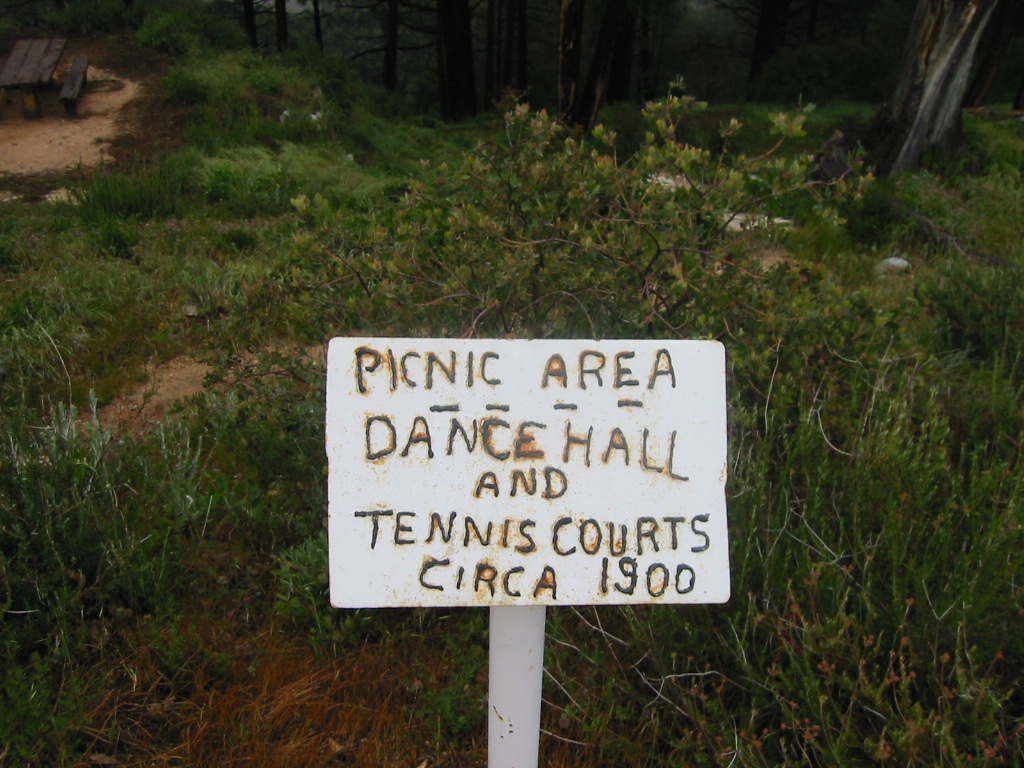 PICNIC AREA
- - - -
DANCE HALL
AND
TENNIS COURTS
CIRCA 1900